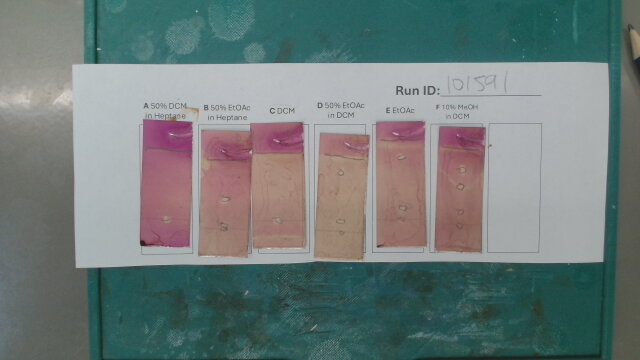 Run ID: 101591
A 50% DCM
in Heptane
B 50% EtOAc
in Heptane
C DCM
D 50% EtOAc
in DCM
E EtOAc
F 10% MeOH
in DCM